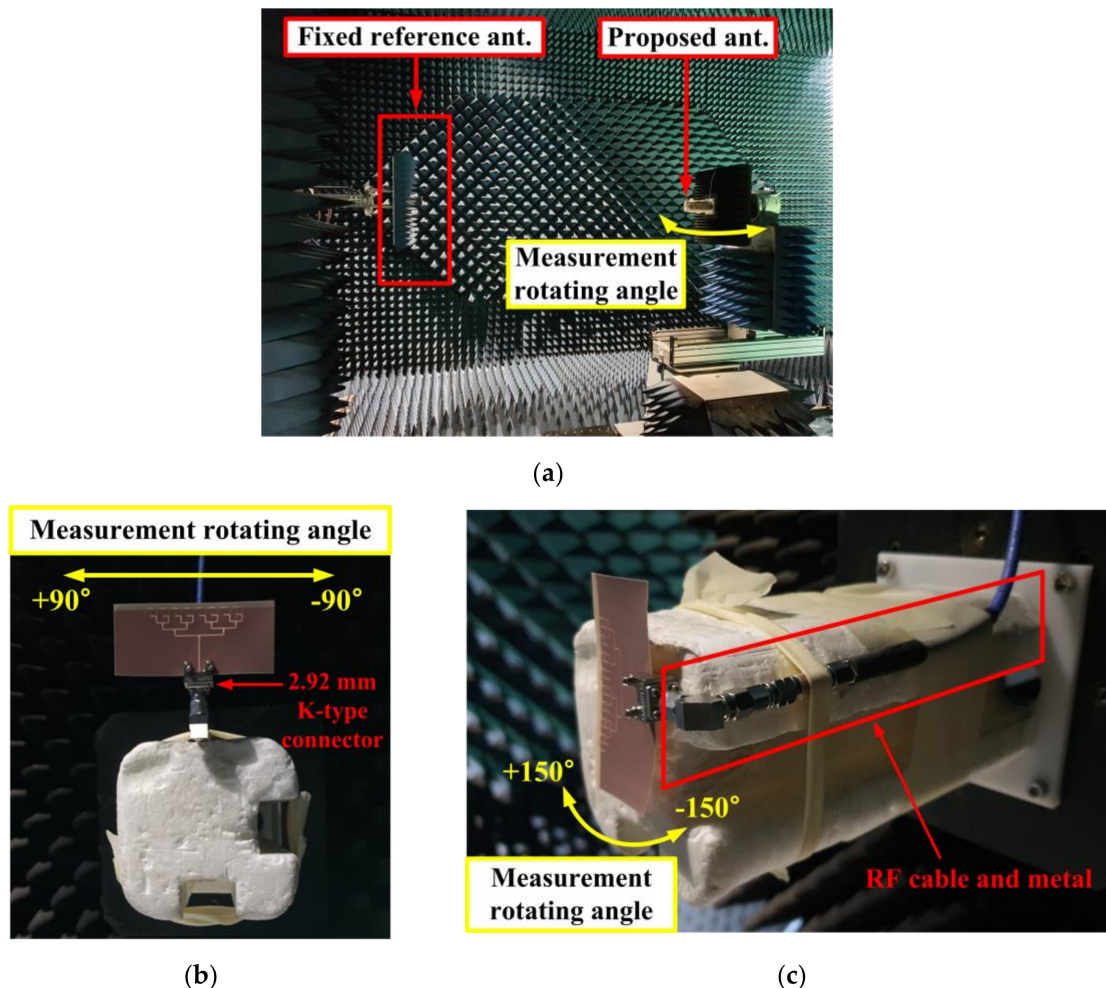 Fixed reference ant.
Proposed ant.
Measurement
rotating angle
(a)
Measurement rotating angle
+90°
-90°
2.92 mm
K-type
connector
(b)
+150°
-150°
Measurement
rotating angle
RF cable and metal
(c)